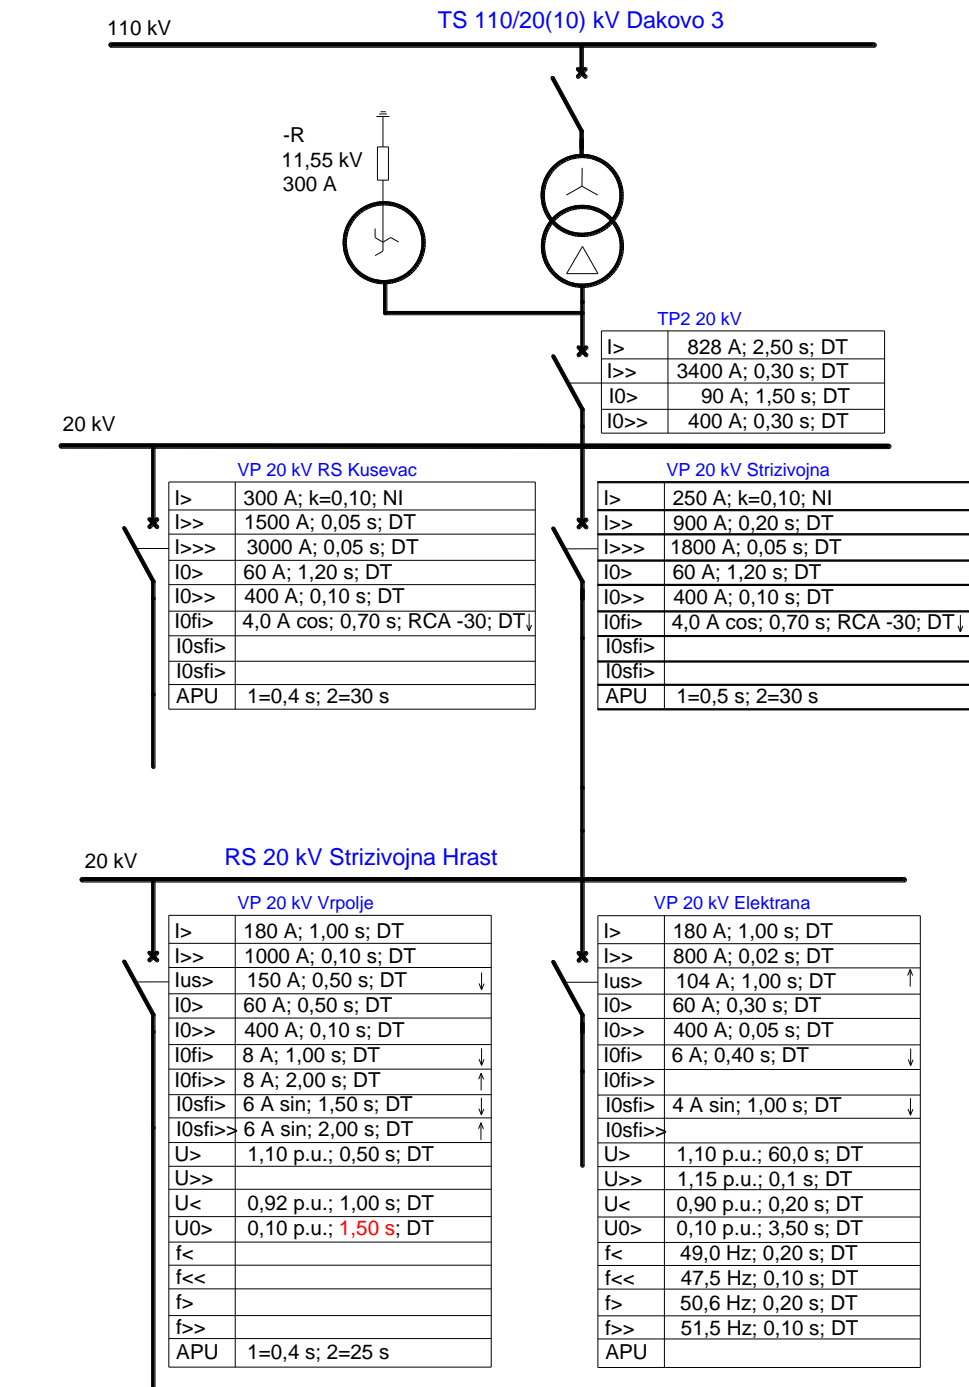 TS 110/20(10) kV Dakovo 3
110 kV
-R
11,55 kV
300 A
TP2 20 kV
I> 828 A; 2,50 s; DT
I>> 3400 A; 0,30 s; DT
I0> 90 A; 1,50 s; DT
I0>> 400 A; 0,30 s; DT
20 kV
VP 20 kV RS Kusevac
I> 300 A; k=0,10; NI
I>> 1500 A; 0,05 s; DT
I>>> 3000 A; 0,05 s; DT
I0> 60 A; 1,20 s; DT
I0>> 400 A; 0,10 s; DT
I0fi> 4,0 A cos; 0,70 s; RCA -30; DT↓
I0sfi>
I0sfi>
APU 1=0,4 s; 2=30 s
VP 20 kV Strizivojna
I> 250 A; k=0,10; NI
I>> 900 A; 0,20 s; DT
I>>> 1800 A; 0,05 s; DT
I0> 60 A; 1,20 s; DT
I0>> 400 A; 0,10 s; DT
I0fi> 4,0 A cos; 0,70 s; RCA -30; DT↓
I0sfi>
I0sfi>
APU 1=0,5 s; 2=30 s
20 kV
RS 20 kV Strizivojna Hrast
VP 20 kV Vrpolje
I> 180 A; 1,00 s; DT
I>> 1000 A; 0,10 s; DT
Ius> 150 A; 0,50 s; DT ↓
I0> 60 A; 0,50 s; DT
I0>> 400 A; 0,10 s; DT
I0fi> 8 A; 1,00 s; DT ↓
I0fi>> 8 A; 2,00 s; DT ↑
I0sfi> 6 A sin; 1,50 s; DT ↓
I0sfi>> 6 A sin; 2,00 s; DT ↑
U> 1,10 p.u.; 0,50 s; DT
U>>
U< 0,92 p.u.; 1,00 s; DT
U0> 0,10 p.u.; 1,50 s; DT
f<
f<<
f>
f>>
APU 1=0,4 s; 2=25 s
VP 20 kV Elektrana
I> 180 A; 1,00 s; DT
I>> 800 A; 0,02 s; DT
Ius> 104 A; 1,00 s; DT ↑
I0> 60 A; 0,30 s; DT
I0>> 400 A; 0,05 s; DT
I0fi> 6 A; 0,40 s; DT ↓
I0fi>>
I0sfi> 4 A sin; 1,00 s; DT ↓
I0sfi>>
U> 1,10 p.u.; 60,0 s; DT
U>> 1,15 p.u.; 0,1 s; DT
U< 0,90 p.u.; 0,20 s; DT
U0> 0,10 p.u.; 3,50 s; DT
f< 49,0 Hz; 0,20 s; DT
f<< 47,5 Hz; 0,10 s; DT
f> 50,6 Hz; 0,20 s; DT
f>> 51,5 Hz; 0,10 s; DT
APU